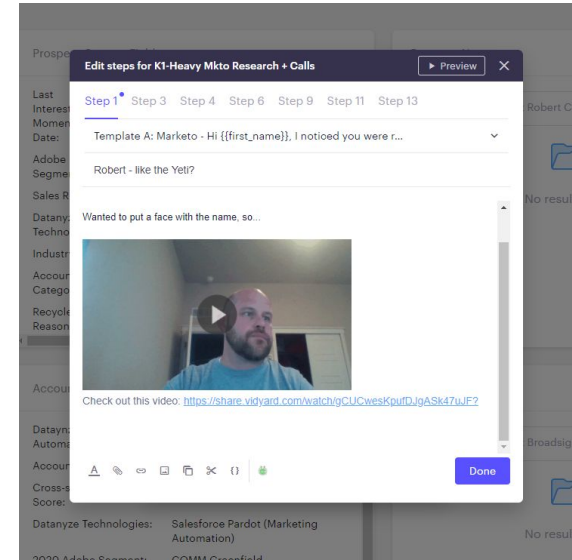 Prospe
Edit steps for K1-Heavy Mkto Research + Calls
Preview
Last
Interest
Momen
Date:
Step 1 Step 3 Step 4 Step 6 Step 9 Step 11 Step 13
Robert C
Template A: Marketo - Hi {{first_name}}, I noticed you were r...
Adobe
Segme
Robert - like the Yeti?
Sales R
No resul
Datany
Techno
Wanted to put a face with the name, so...
Industr
Accour
Catego
Recycle
Reason
Accou
Check out this video: https://share.vidyard.com/watch/gCUCwesKpufDJgASk47uJF?
Datayn
Automa
Broadsig
Accour
Cross-s
Score:
Done
Datanyze Technologies: Salesforce Pardot (Marketing
Automation)
No resul
2020 Adobe Segment: COMM Greenfield